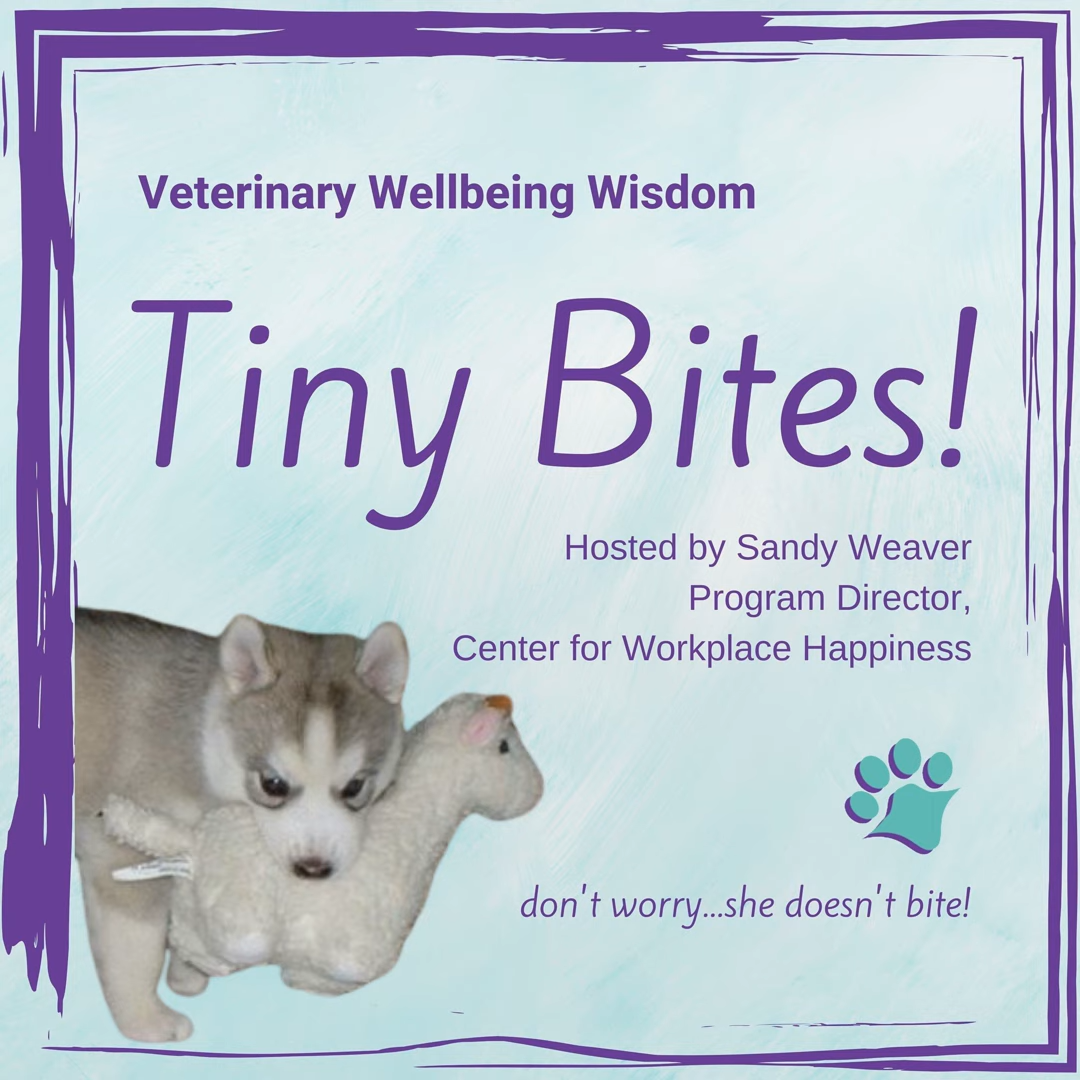 Veterinary Wellbeing Wisdom
Tiny Bites!
Hosted by Sandy Weaver
Program Director,
Center for Workplace Happiness
don't worry...she doesn't bite!